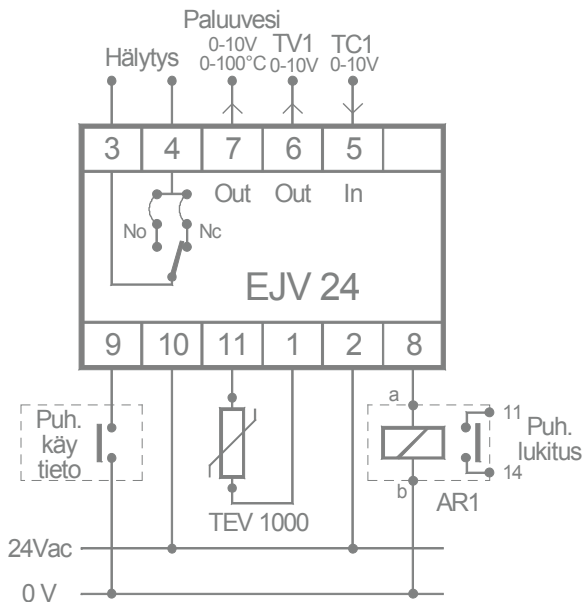 Paluuvesi
Hälytys 0-10V TV1 TC1
0-100°C 0-10V 0-10V
3 4 7 6 5
Out Out In
No Nc
EJV 24
9 10 11 1 2 8
a
Puh.
käy
tieto
11
Puh.
lukitus
14
b
AR1
TEV 1000
24Vac
0 V